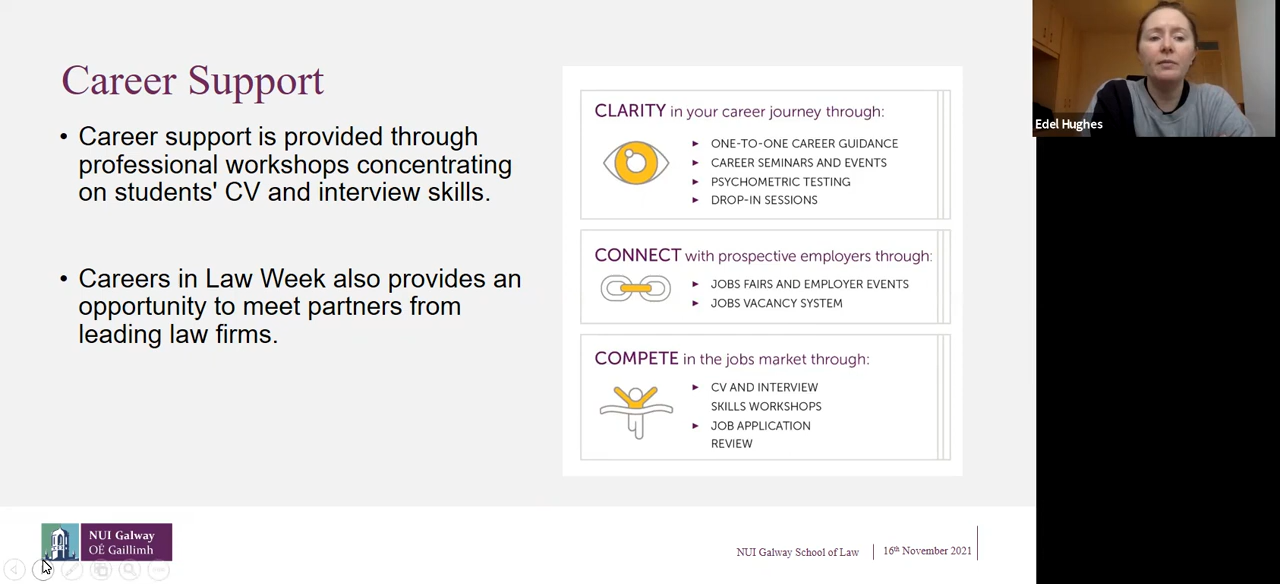 Career Support
• Career support is provided through
professional workshops concentrating
on students' CV and interview skills.
• Careers in Law Week also provides an
opportunity to meet partners from
leading law firms.
CLARITY in your career journey through:
ONE-TO-ONE CAREER GUIDANCE
CAREER SEMINARS AND EVENTS
PSYCHOMETRIC TESTING
DROP-IN SESSIONS
CONNECT with prospective employers through:
JOBS FAIRS AND EMPLOYER EVENTS
JOBS VACANCY SYSTEM
COMPETE in the jobs market through:
CV AND INTERVIEW
SKILLS WORKSHOPS
JOB APPLICATION
REVIEW
Edel Hughes
NUI Galway
OÉ Gaillimh
NUI Galway School of Law
16th November 2021